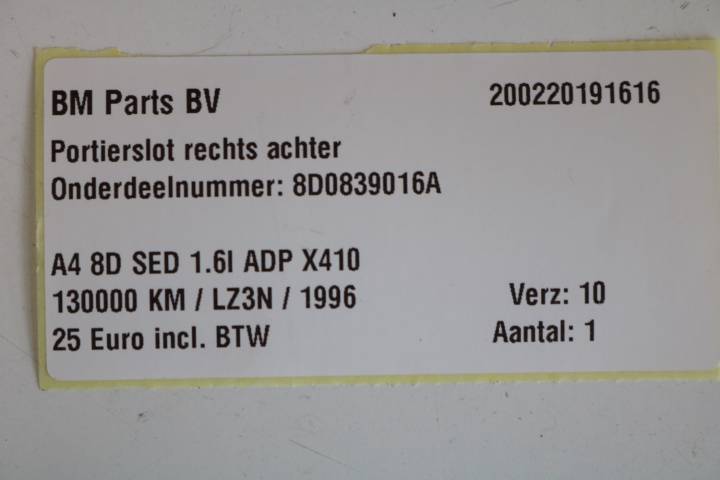 BM Parts BV 200220191616
Portierslot rechts achter
Onderdeelnummer: 8D0839016A
A4 8D SED 1.6I ADP X410
130000 KM / LZ3N / 1996 Verz: 10
25 Euro incl. BTW Aantal: 1